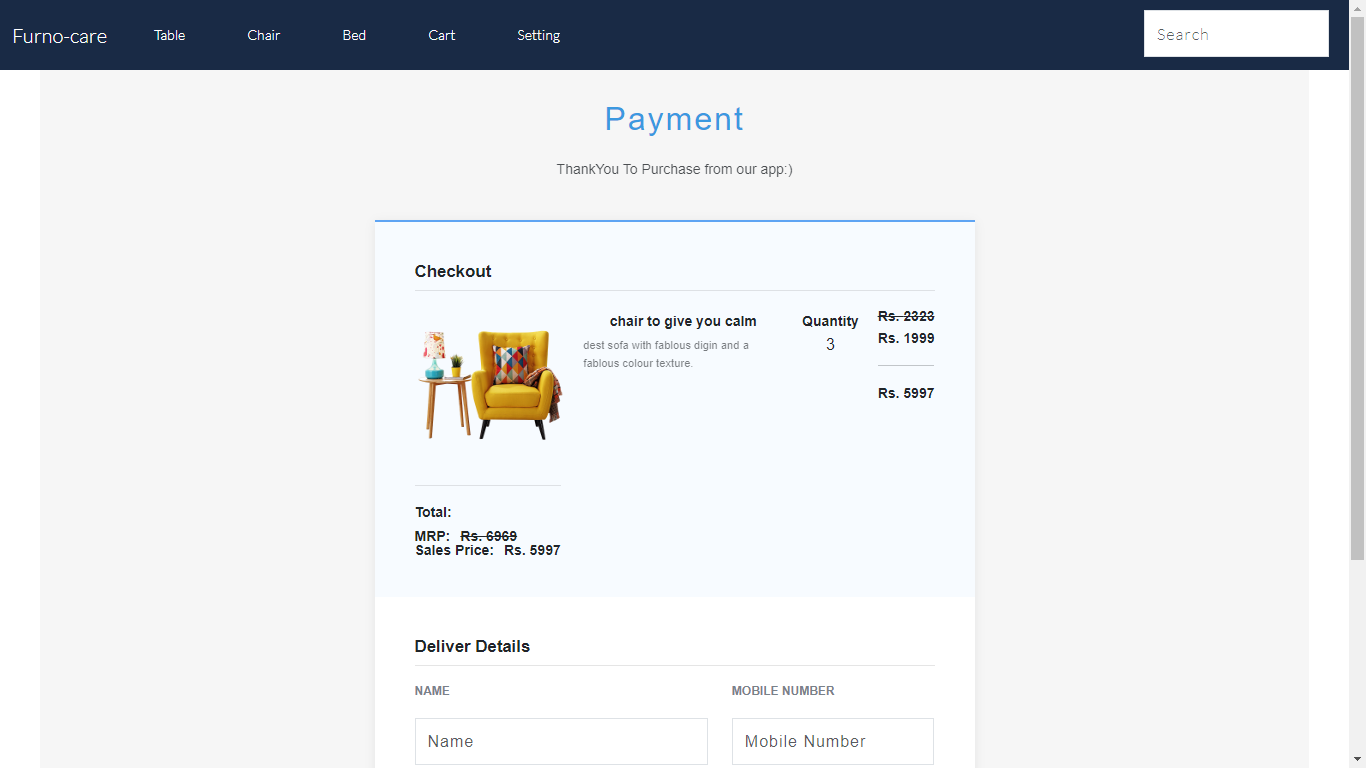 Furno-care Table Chair Bed Cart Setting Search
Payment
ThankYou To Purchase from our app:)
Checkout
chair to give you calm
dest sofa with fablous digin and a
fablous colour texture.
Quantity
3
Rs. 2323
Rs. 1999
Rs. 5997
Total:
MRP: Rs. 6969
Sales Price: Rs. 5997
Deliver Details
NAME MOBILE NUMBER
Name Mobile Number